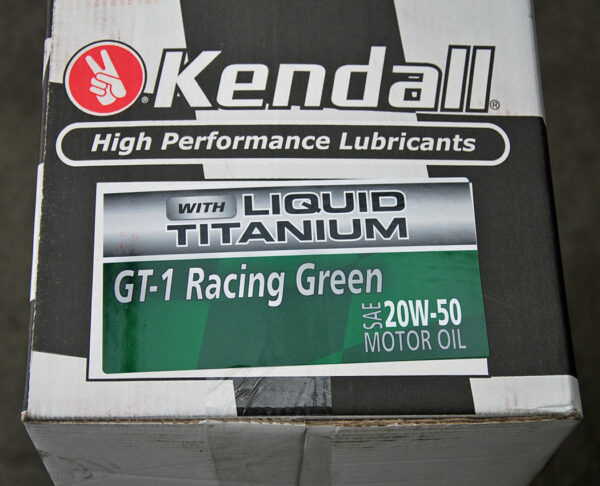 Kendall®
High Performance Lubricants
WITH LIQUID
TITANIUM
GT-1 Racing Green
SAE 20W-50
MOTOR OIL